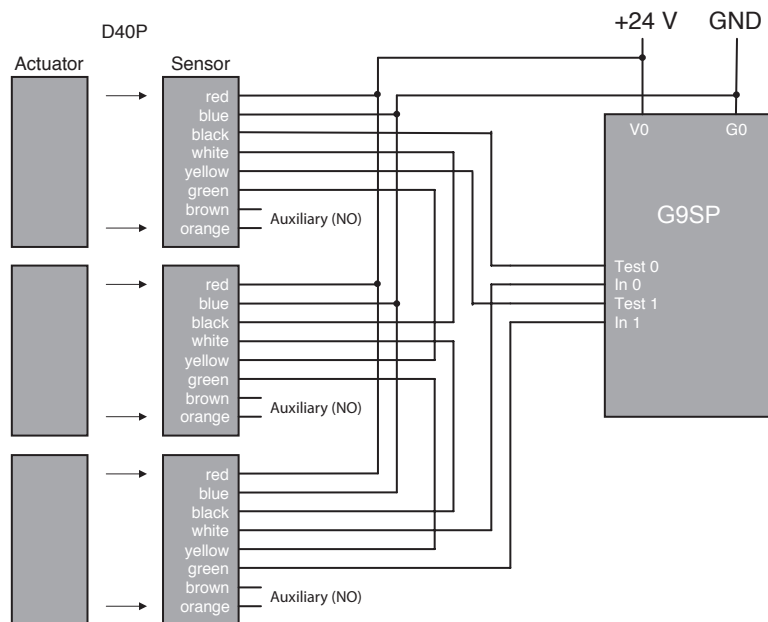 +24 V GND
D40P
Actuator Sensor
V0 G0
G9SP
red
blue
black
white
yellow
green
brown
orange
Auxiliary (NO)
Test 0
In 0
Test 1
In 1
red
blue
black
white
yellow
green
brown
orange
Auxiliary (NO)
red
blue
black
white
yellow
green
brown
orange
Auxiliary (NO)